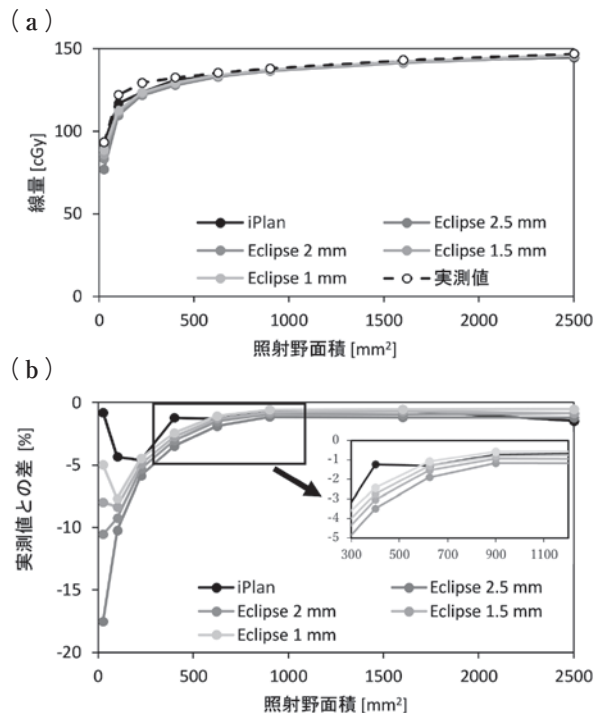 (a)
150
100
50
0
線量 [cGy]
iPlan
Eclipse 2.5 mm
Eclipse 2 mm
Eclipse 1.5 mm
Eclipse 1 mm
実測値
0 500 1000 1500 2000 2500
照射野面積 [mm²]
(b)
0
-5
-10
-15
-20
実測値との差 [%]
0
-1
-2
-3
-4
-5
300 500 700 900 1100
iPlan
Eclipse 2.5 mm
Eclipse 2 mm
Eclipse 1.5 mm
Eclipse 1 mm
0 500 1000 1500 2000 2500
照射野面積 [mm²]